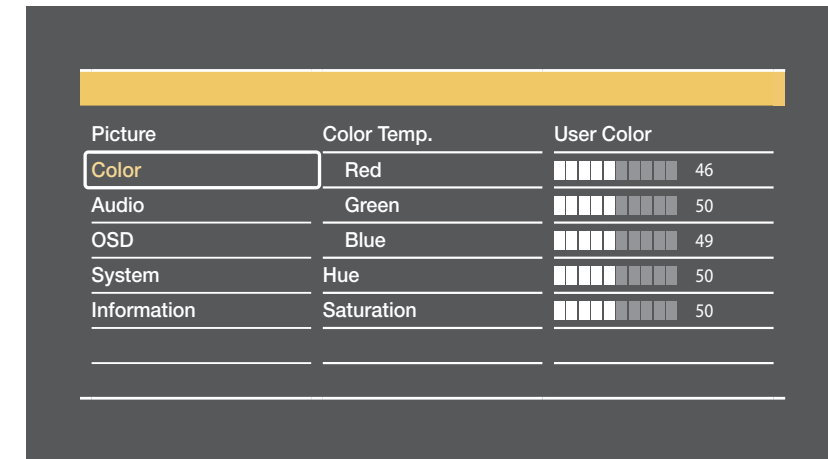 Picture Color Temp. User Color
Color Red 46
Audio Green 50
OSD Blue 49
System Hue 50
Information Saturation 50